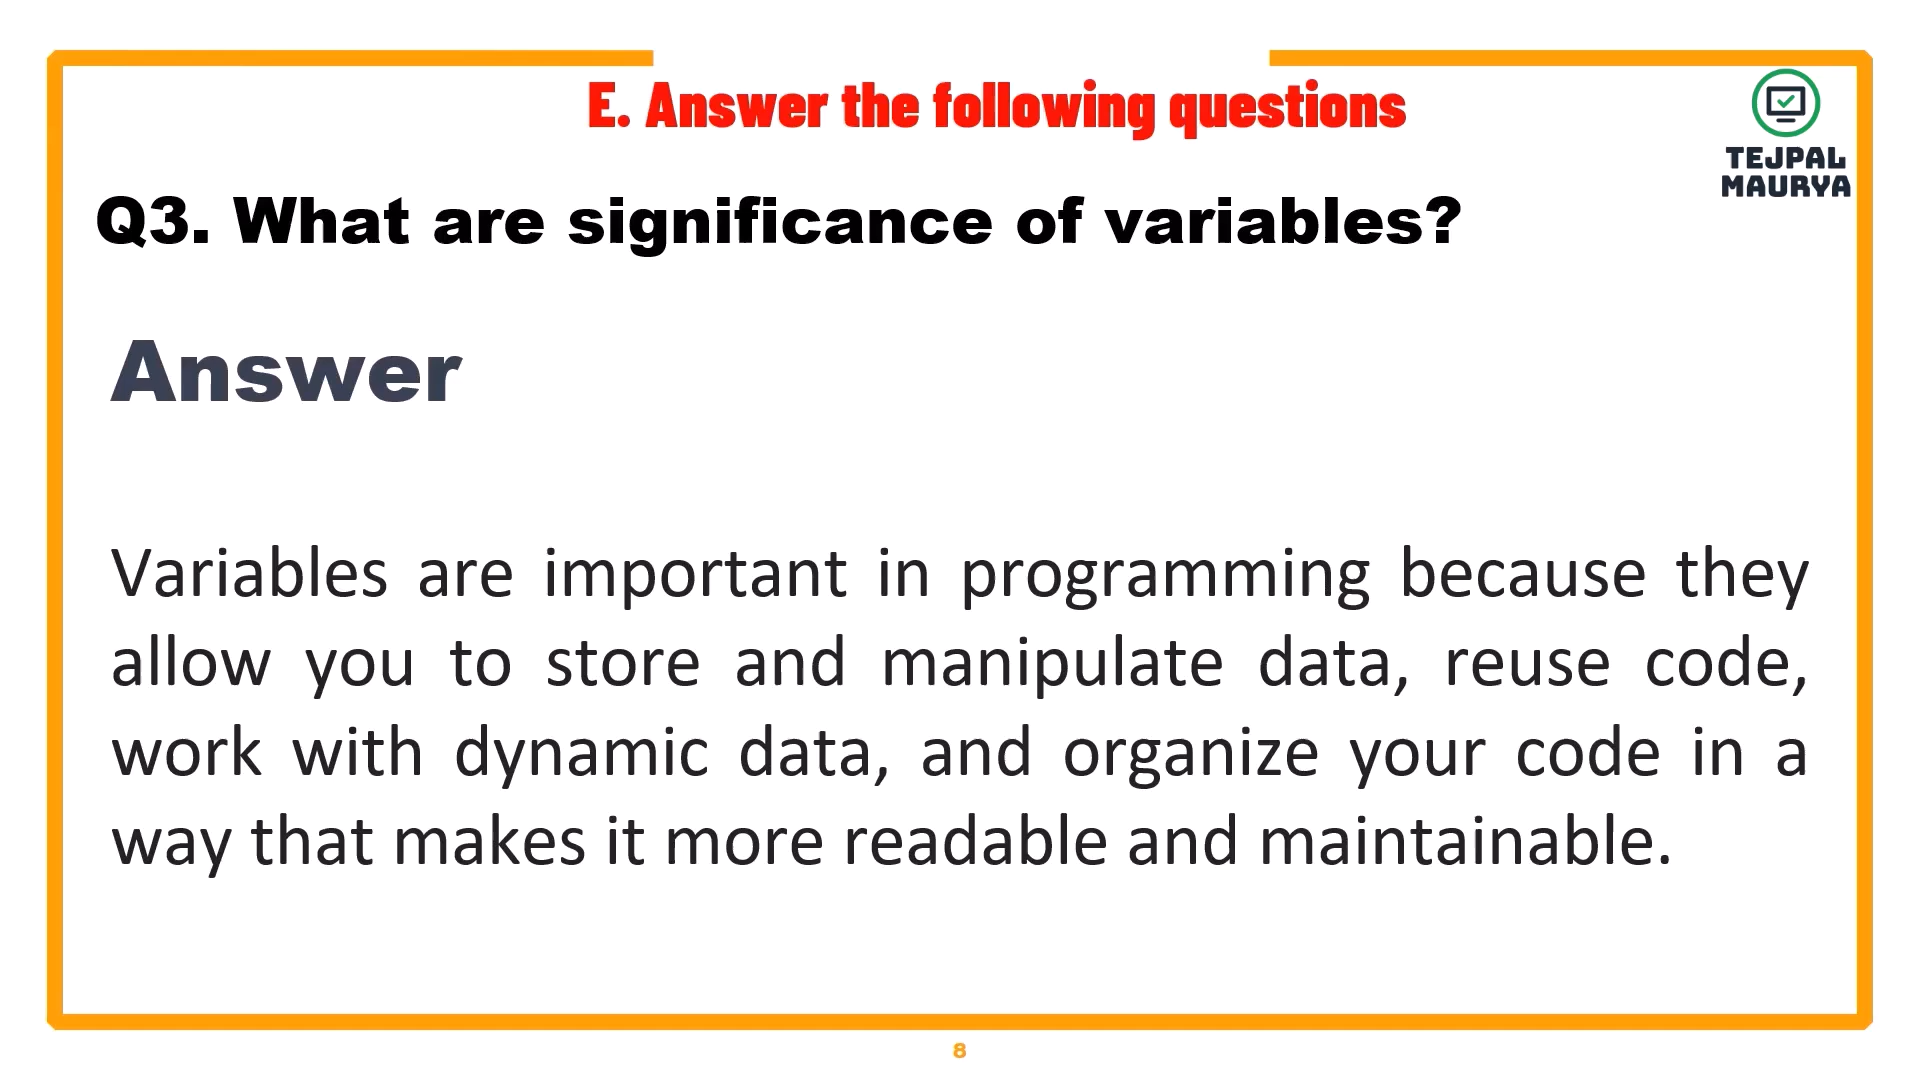 E. Answer the following questions
TEJPAL
MAURYA
Q3. What are significance of variables?
Answer
Variables are important in programming because they
allow you to store and manipulate data, reuse code,
work with dynamic data, and organize your code in a
way that makes it more readable and maintainable.
8